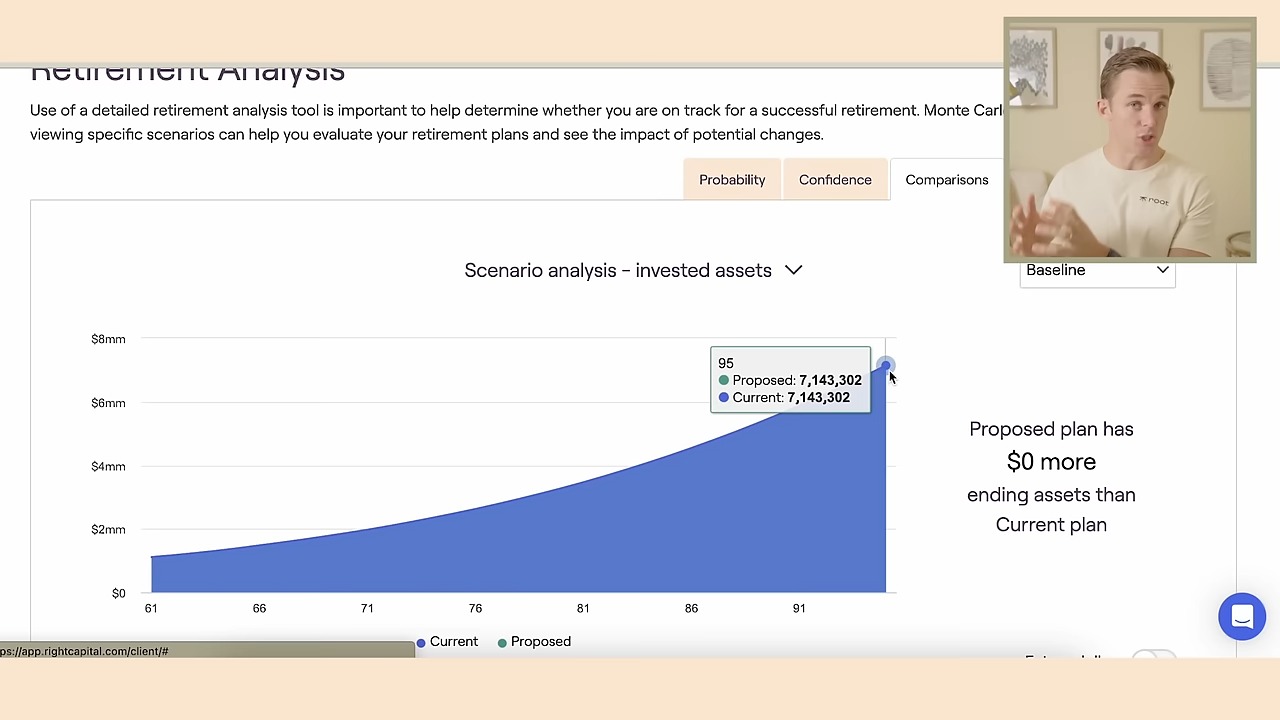 Retirement Analysis
Use of a detailed retirement analysis tool is important to help determine whether you are on track for a successful retirement. Monte
viewing specific scenarios can help you evaluate your retirement plans and see the impact of potential changes.
Probability
Confidence
Comparisons
root
Scenario analysis - invested assets
Baseline
$8mm
$6mm
$4mm
$2mm
$0
95
Proposed: 7,143,302
Current: 7,143,302
Proposed plan has
$0 more
ending assets than
Current plan
61 66 71 76 81 86 91
Current Proposed
ps://app.rightcapital.com/client/#